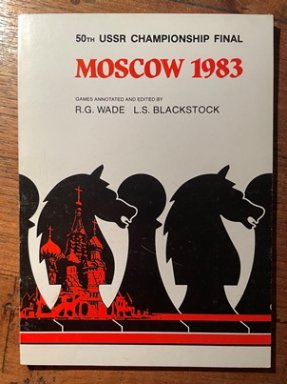 50TH USSR CHAMPIONSHIP FINAL
MOSCOW 1983
GAMES ANNOTATED AND EDITED BY
R.G. WADE L.S. BLACKSTOCK